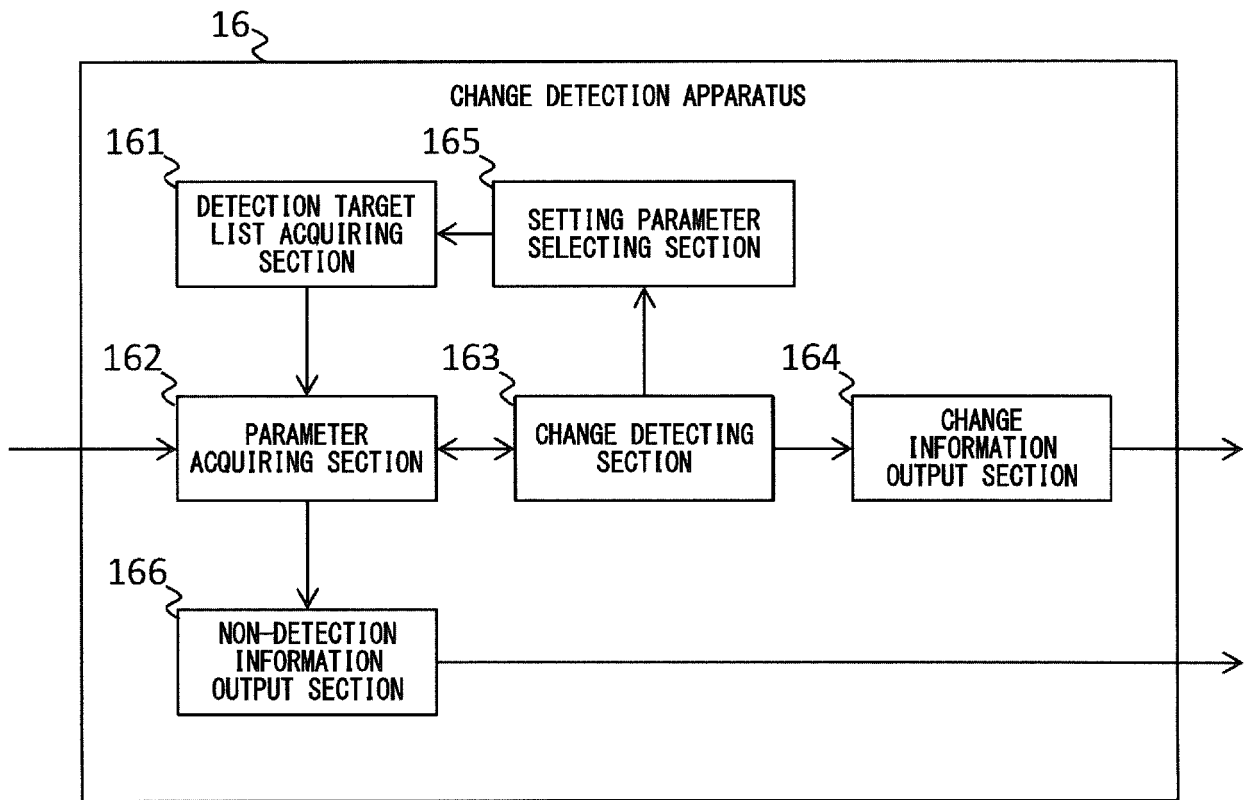 16
CHANGE DETECTION APPARATUS
161
DETECTION TARGET
LIST ACQUIRING
SECTION
165
SETTING PARAMETER
SELECTING SECTION
162
PARAMETER
ACQUIRING SECTION
163
CHANGE DETECTING
SECTION
164
CHANGE
INFORMATION
OUTPUT SECTION
166
NON-DETECTION
INFORMATION
OUTPUT SECTION